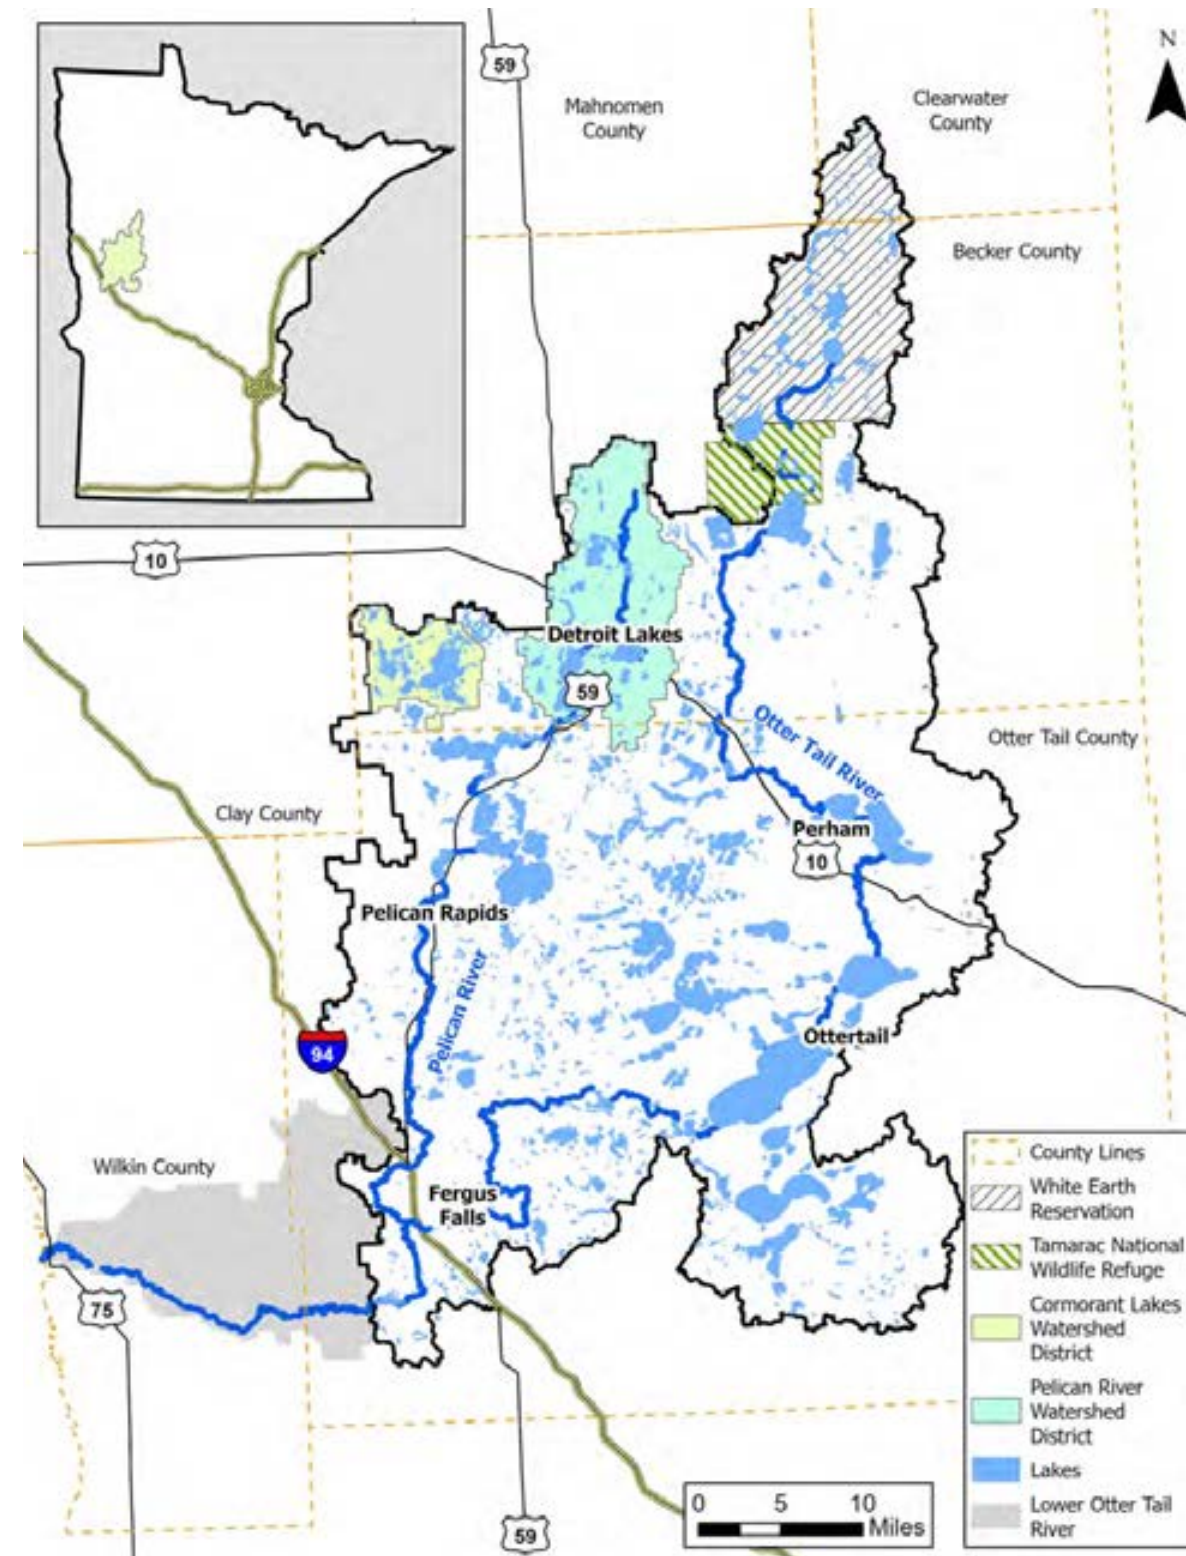 N
59
Mahnomen
County
Clearwater
County
Becker County
10
Detroit Lakes
59
Otter Tail River
Otter Tail County
Clay County
Perham
10
Pelican Rapids
Pelican River
94
Ottertail
Wilkin County
Fergus
Falls
75
59
County Lines
White Earth
Reservation
Tamarac National
Wildlife Refuge
Cormorant Lakes
Watershed
District
Pelican River
Watershed
District
Lakes
Lower Otter Tail
River
0 5 10
Miles